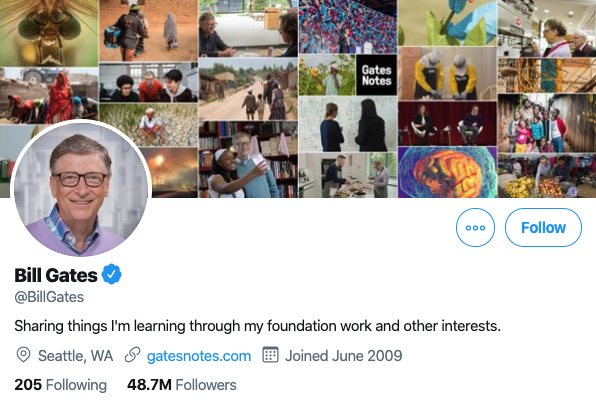 Gates
Notes
Follow
Bill Gates
@BillGates
Sharing things I'm learning through my foundation work and other interests.
Seattle, WA gatesnotes.com Joined June 2009
205 Following 48.7M Followers